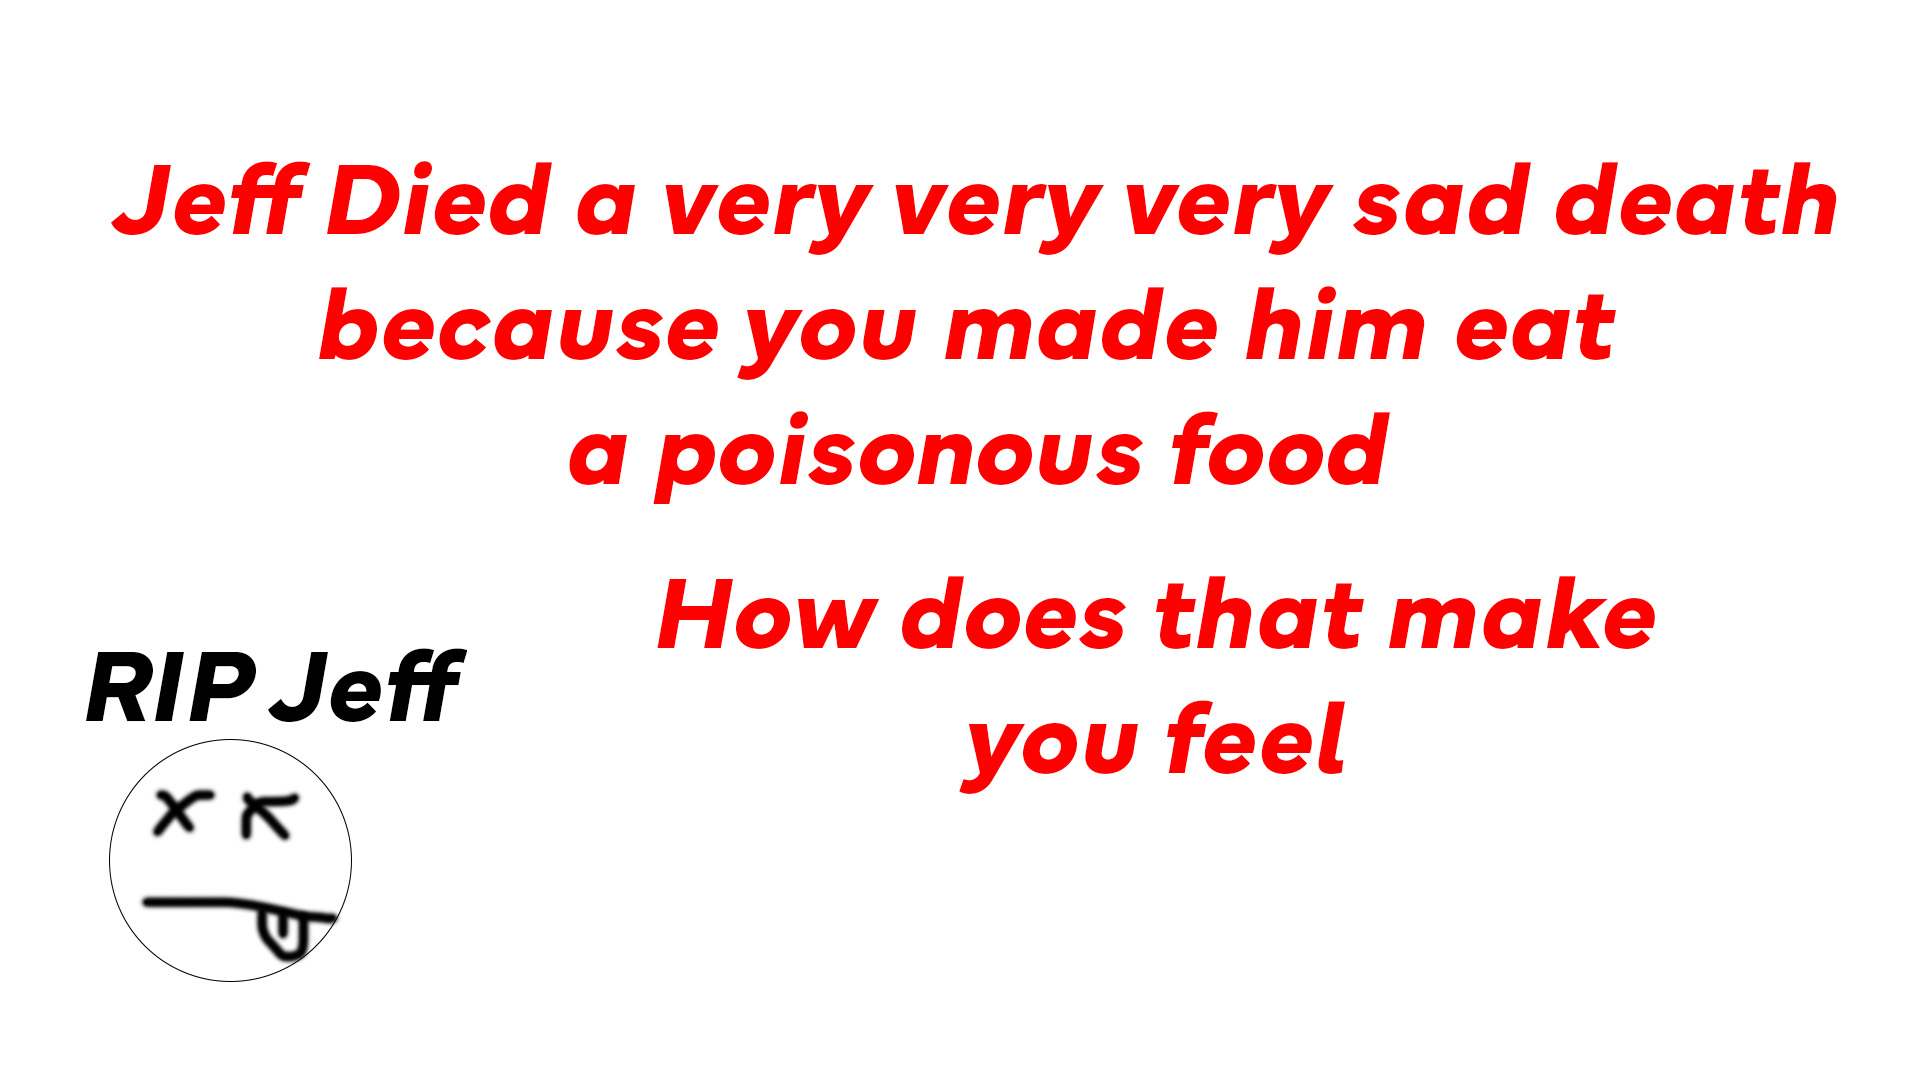 Jeff Died a very very very sad death
because you made him eat
a poisonous food
How does that make
you feel
RIP Jeff